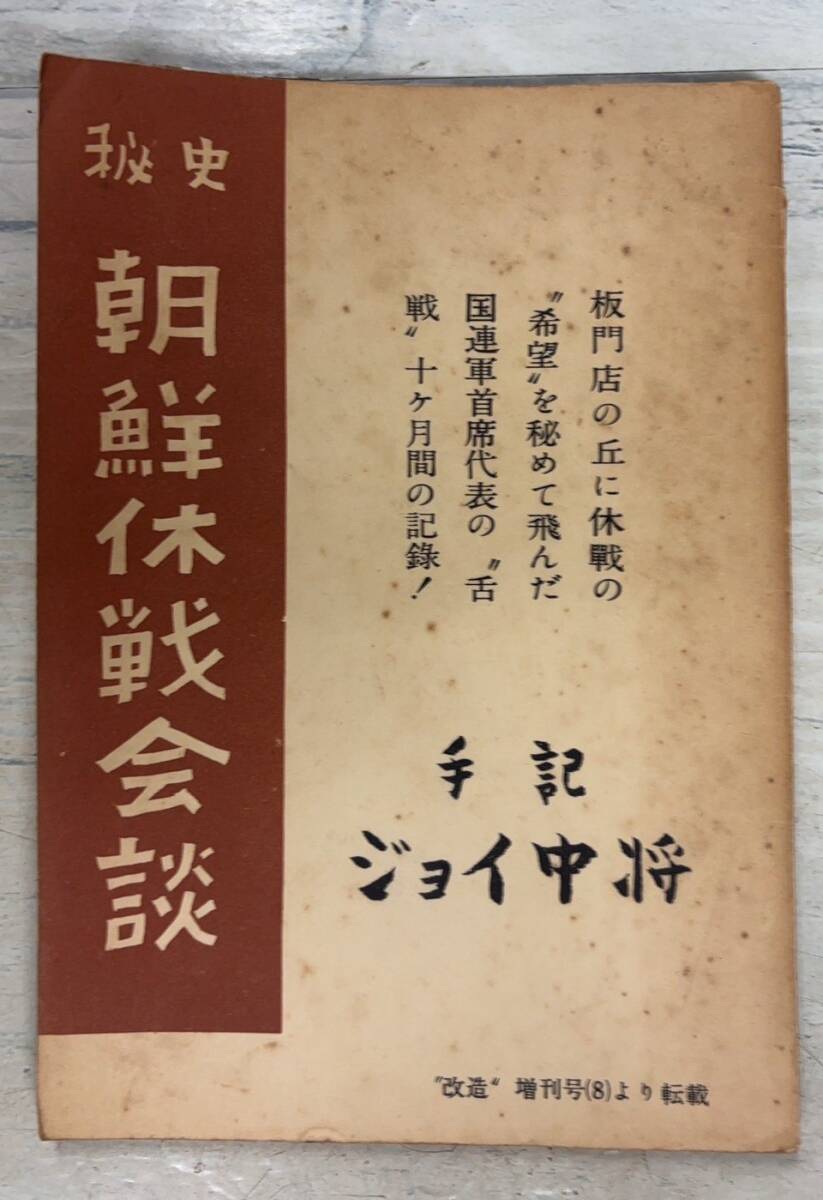 秘史
朝鮮休戦会談
板門店の丘に休戰の
〝希望〟を秘めて飛んだ
国連軍首席代表の〝舌
戦〟十ケ月間の記録！
手記
ジョイ中将
〝改造〟増刊号(8)より転載